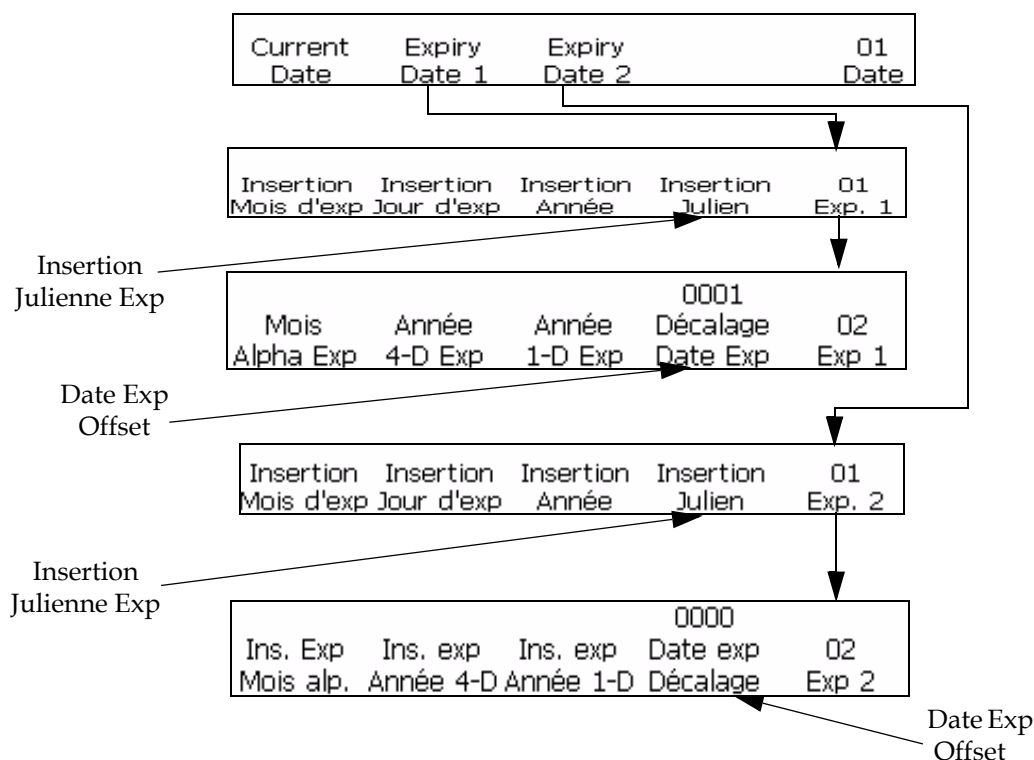 Current Expiry Expiry 01
Date Date 1 Date 2 Date
Insertion Insertion Insertion Insertion 01
Mois d'exp Jour d'exp Année Julien Exp. 1
Insertion
Julienne Exp
0001
Mois Année Année Décalage 02
Alpha Exp 4-D Exp 1-D Exp Date Exp Exp 1
Date Exp
Offset
Insertion Insertion Insertion Insertion 01
Mois d'exp Jour d'exp Année Julien Exp. 2
Insertion
Julienne Exp
0000
Ins. Exp Ins. exp Ins. exp Date exp 02
Mois alp. Année 4-D Année 1-D Décalage Exp 2
Date Exp
Offset